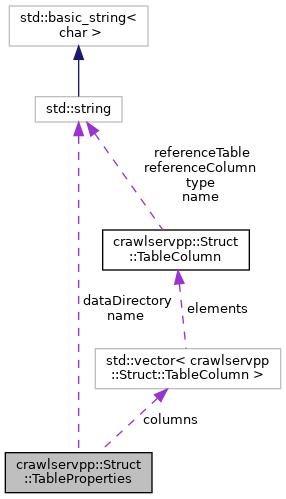 std::basic_string<
char >
std::string
referenceTable
referenceColumn
type
name
crawlservpp::Struct
::TableColumn
dataDirectory
name
elements
std::vector< crawlservpp
::Struct::TableColumn >
columns
crawlservpp::Struct
::TableProperties